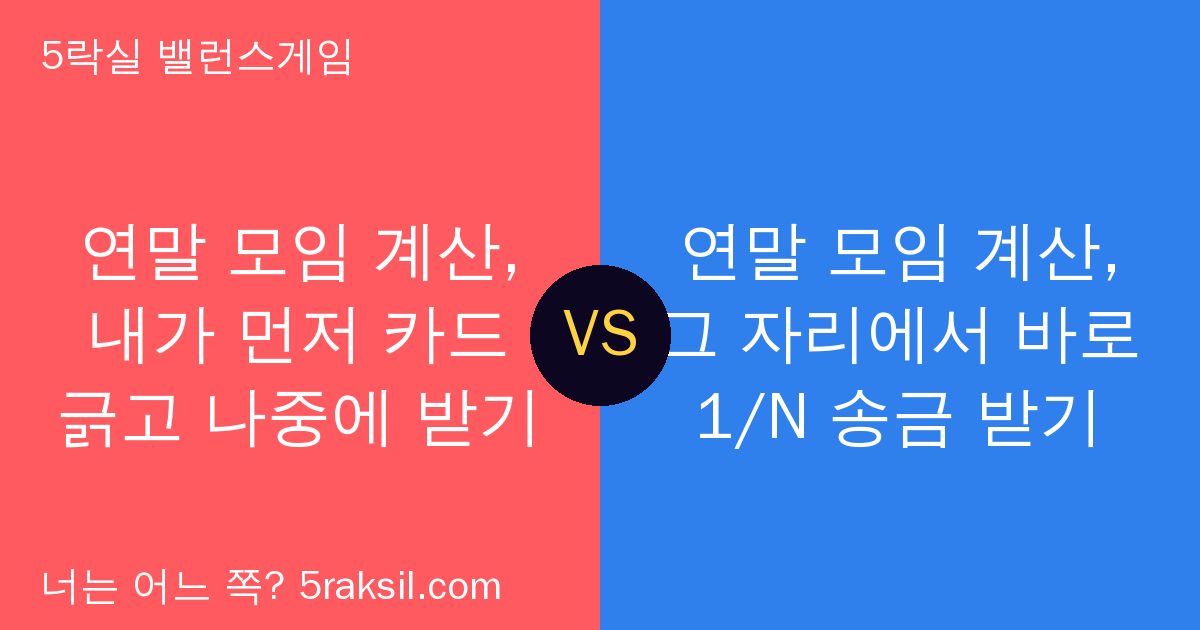 5락실 밸런스게임
연말 모임 계산,
내가 먼저 카드
긁고 나중에 받기
VS
연말 모임 계산,
그 자리에서 바로
1/N 송금 받기
너는 어느 쪽? 5raksil.com